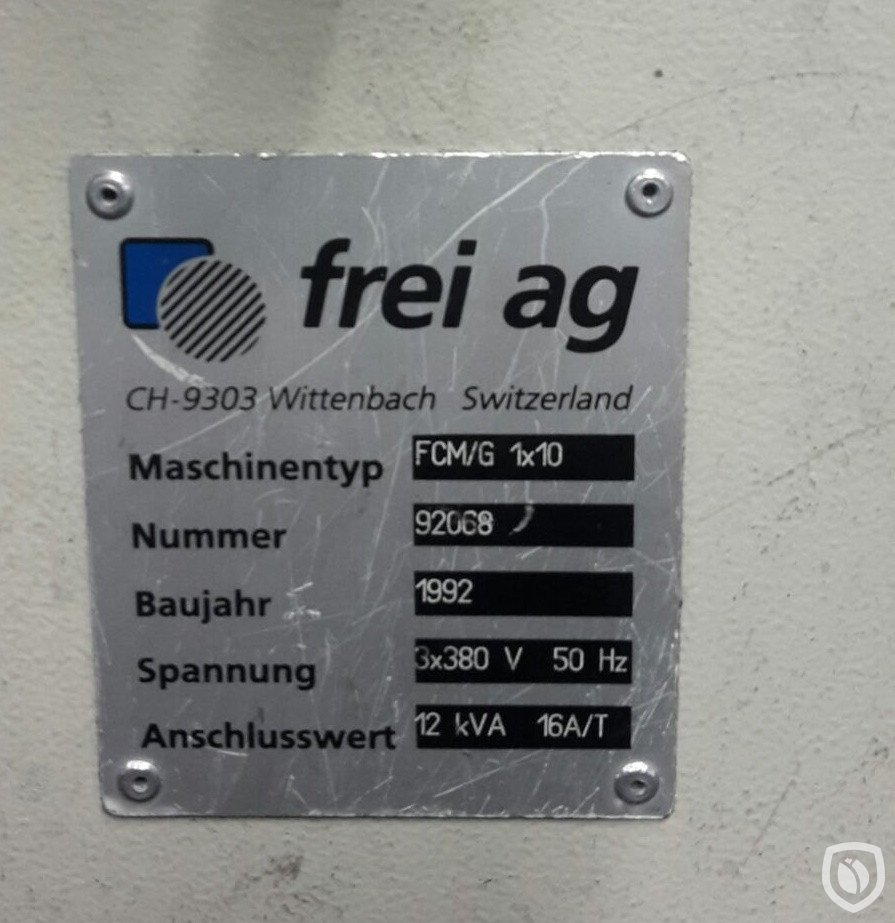 frei ag
CH-9303 Wittenbach Switzerland
Maschinentyp FCM/G 1x10
Nummer 92068
Baujahr 1992
Spannung 3x380 V 50 Hz
Anschlusswert 12 kVA 16A/T